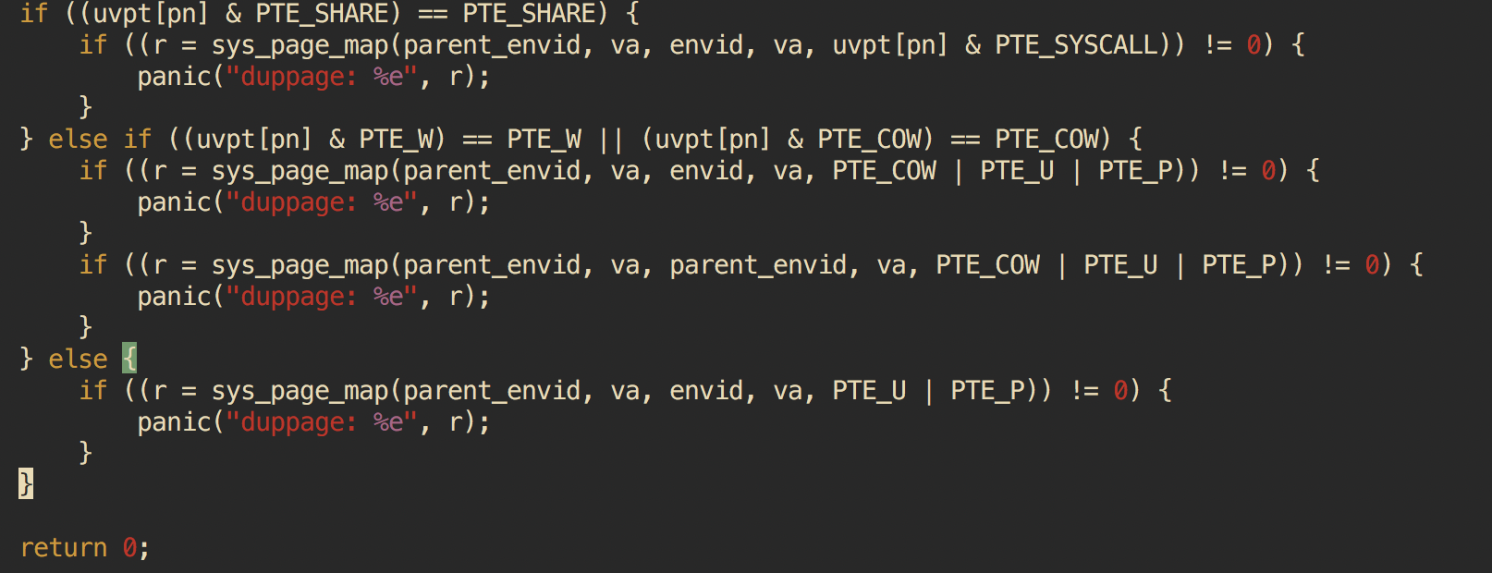 if ((uvpt[pn] & PTE_SHARE) == PTE_SHARE) {
    if ((r = sys_page_map(parent_envid, va, envid, va, uvpt[pn] & PTE_SYSCALL)) != 0) {
        panic("duppage: %e", r);
    }
} else if ((uvpt[pn] & PTE_W) == PTE_W || (uvpt[pn] & PTE_COW) == PTE_COW) {
    if ((r = sys_page_map(parent_envid, va, envid, va, PTE_COW | PTE_U | PTE_P)) != 0) {
        panic("duppage: %e", r);
    }
    if ((r = sys_page_map(parent_envid, va, parent_envid, va, PTE_COW | PTE_U | PTE_P)) != 0) {
        panic("duppage: %e", r);
    }
} else {
    if ((r = sys_page_map(parent_envid, va, envid, va, PTE_U | PTE_P)) != 0) {
        panic("duppage: %e", r);
    }
}

return 0;